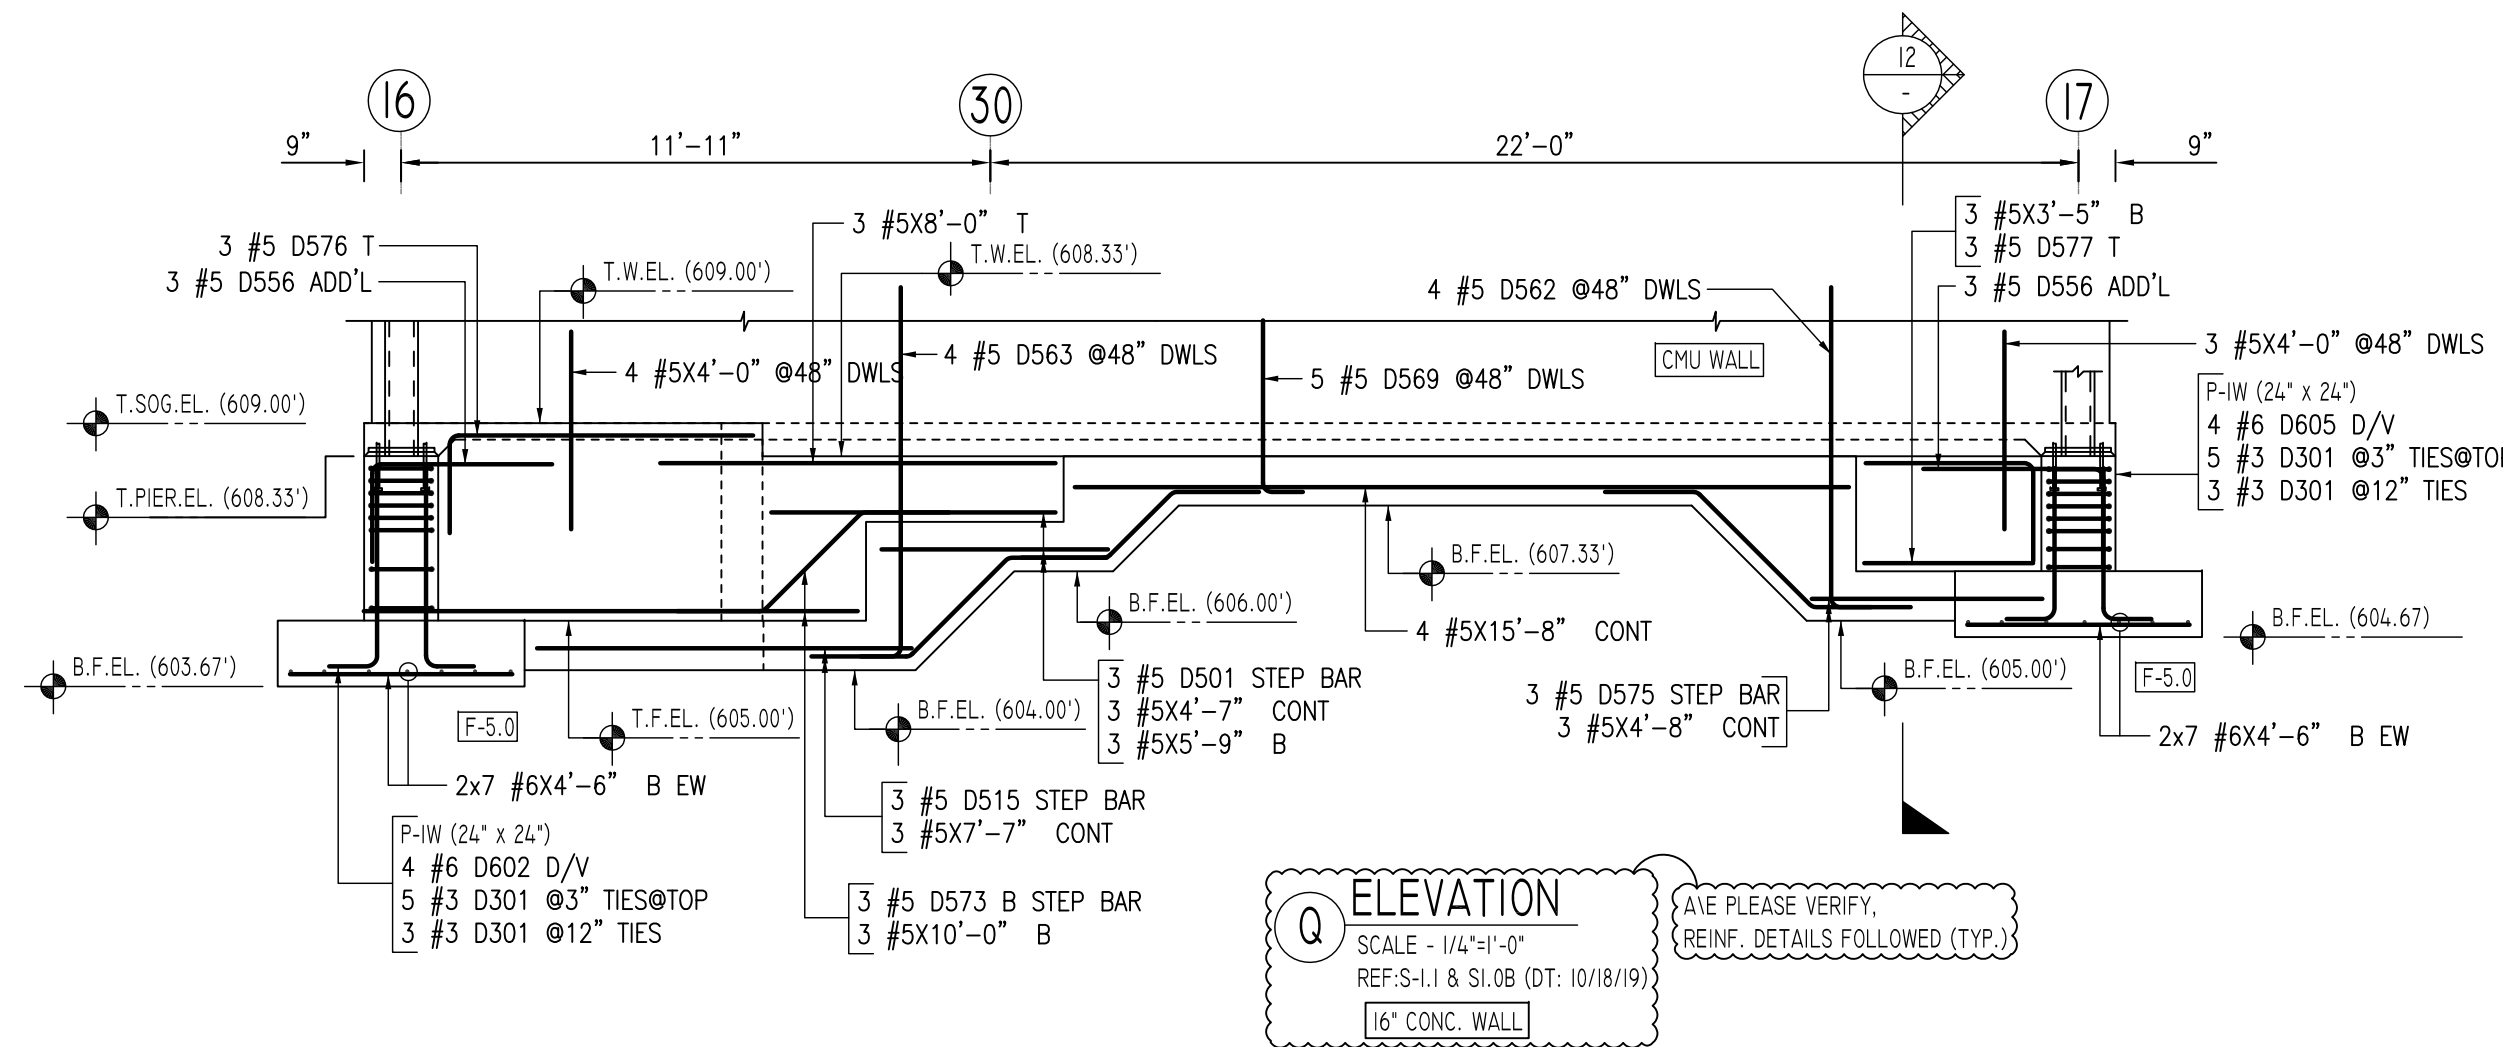 16
30
12
-
17
9”
11’-11”
22’-0”
9”
3 #5 D576 T
3 #5 D556 ADD’L
T.W.EL. (609.00')
3 #5X8’-0” T
T.W.EL. (608.33')
3 #5X3’-5” B
3 #5 D577 T
3 #5 D556 ADD’L
4 #5 D562 @48” DWLS
CMU WALL
4 #5X4’-0” @48” DWLS
4 #5 D563 @48” DWLS
5 #5 D569 @48” DWLS
3 #5X4’-0” @48” DWLS
P-IW (24" x 24")
4 #6 D605 D/V
5 #3 D301 @3” TIES@TOP
3 #3 D301 @12” TIES
T.SOG.EL. (609.00')
T.PIER.EL. (608.33')
B.F.EL. (603.67')
F-5.0
T.F.EL. (605.00')
B.F.EL. (604.00')
B.F.EL. (606.00')
B.F.EL. (607.33')
4 #5X15’-8” CONT
B.F.EL. (604.67)
B.F.EL. (605.00')
F-5.0
3 #5 D501 STEP BAR
3 #5X4’-7” CONT
3 #5X5’-9” B
3 #5 D575 STEP BAR
3 #5X4’-8” CONT
2x7 #6X4’-6” B EW
2x7 #6X4’-6” B EW
3 #5 D515 STEP BAR
3 #5X7’-7” CONT
P-IW (24" x 24")
4 #6 D602 D/V
5 #3 D301 @3” TIES@TOP
3 #3 D301 @12” TIES
3 #5 D573 B STEP BAR
3 #5X10’-0” B
Q
ELEVATION
SCALE - 1/4"=1'-0"
REF:S-1.1 & S1.0B (DT: 10/18/19)
16" CONC. WALL
A\E PLEASE VERIFY,
REINF. DETAILS FOLLOWED (TYP.)